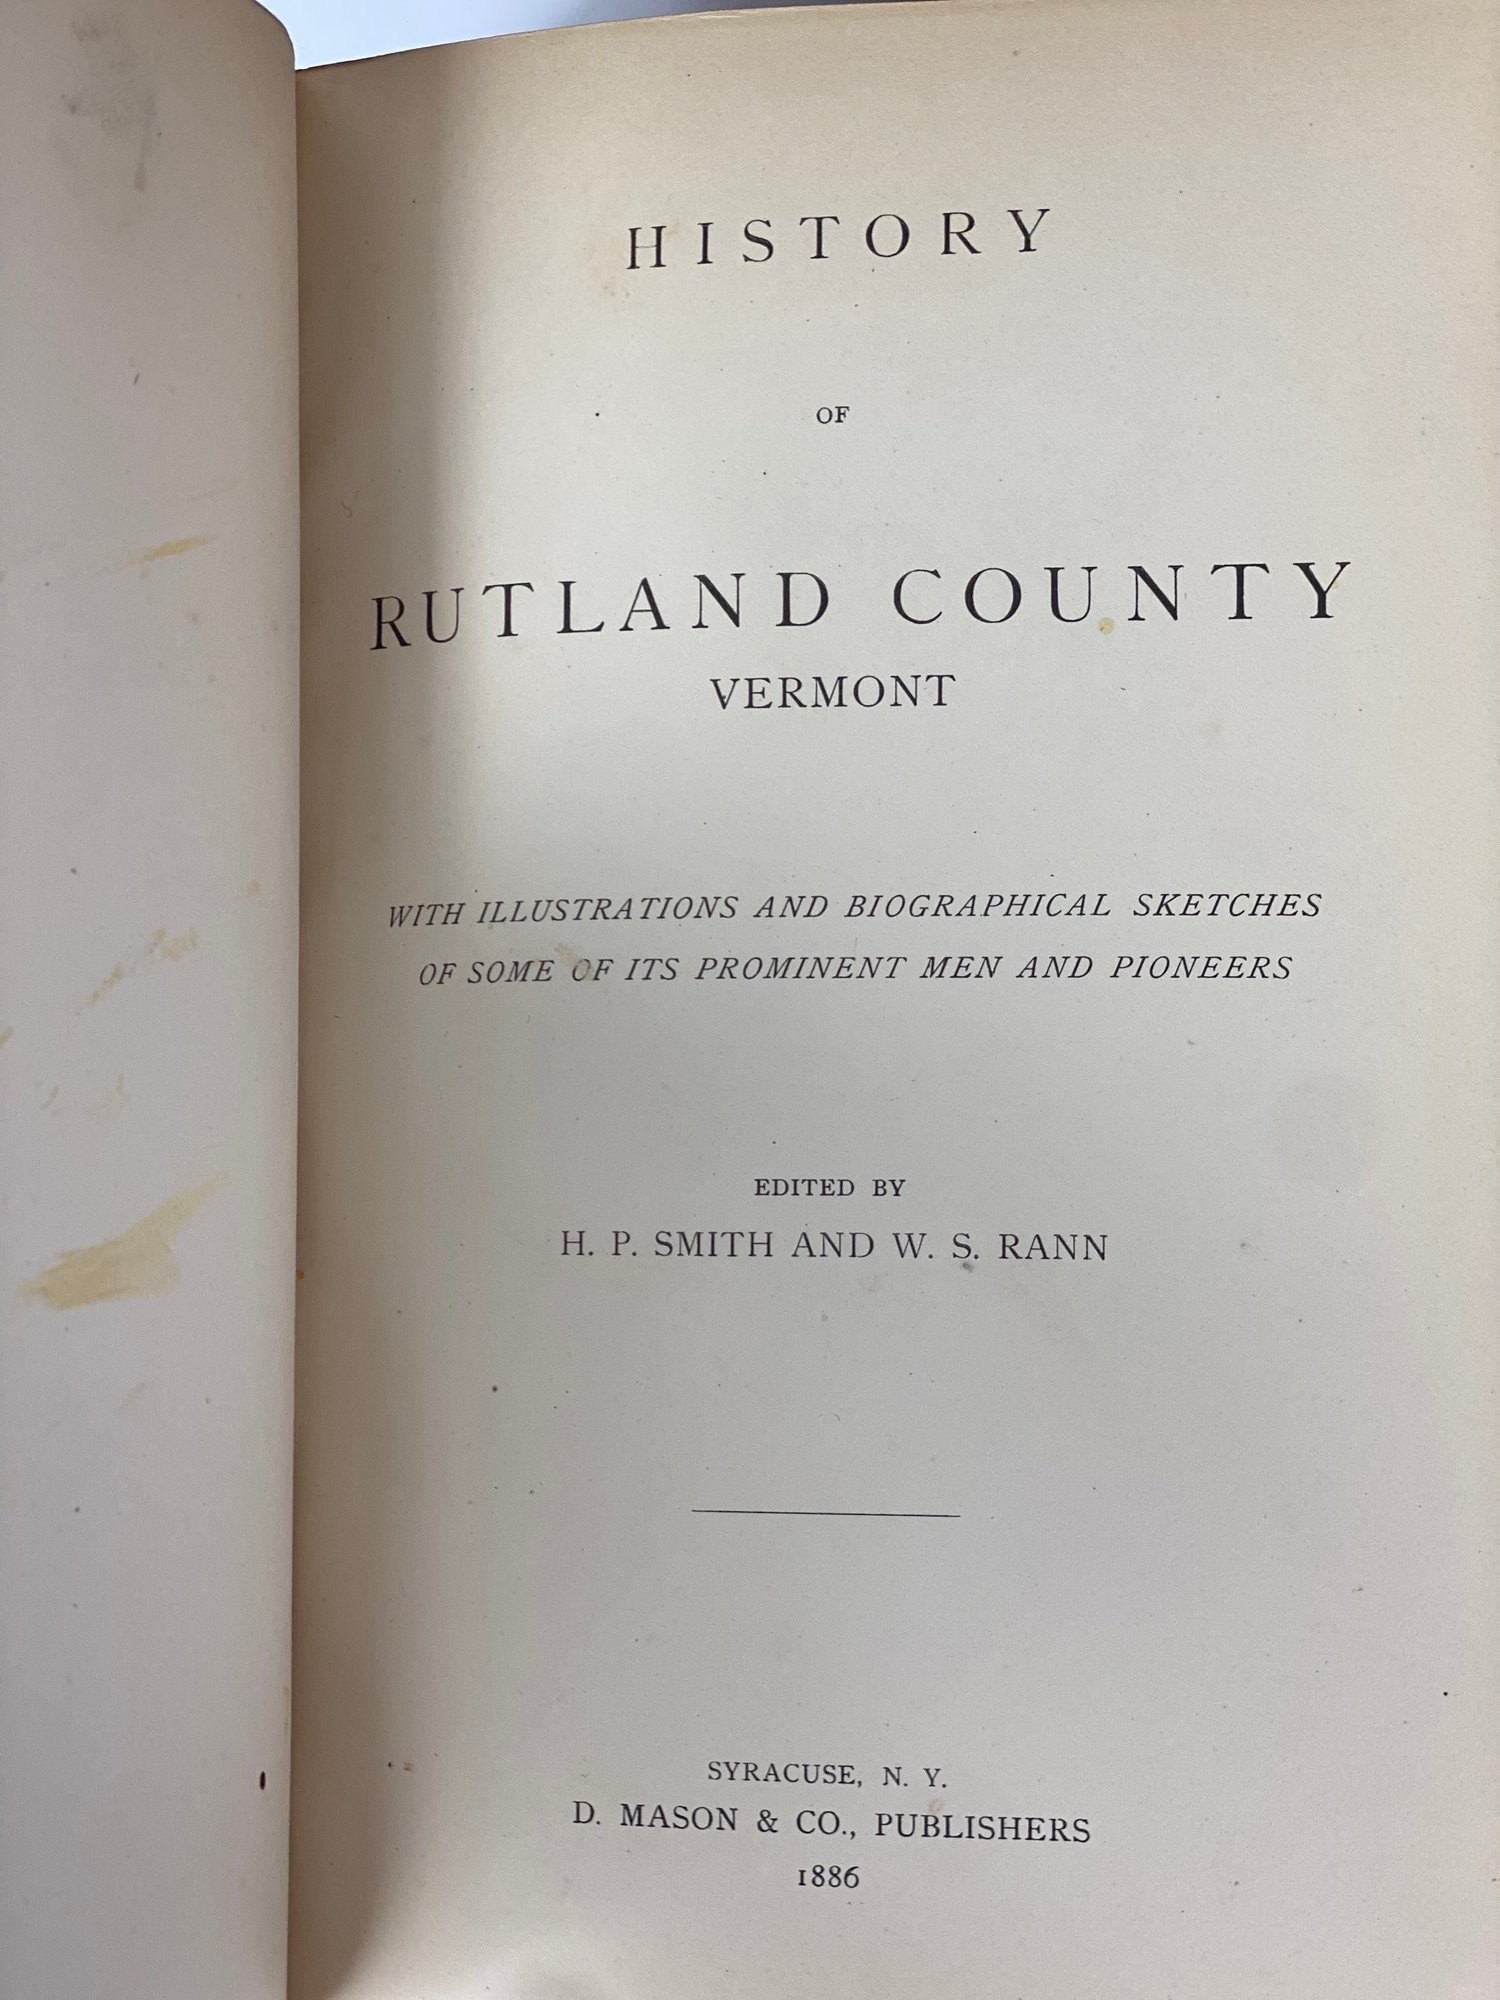 HISTORY
OF
RUTLAND COUNTY
VERMONT
WITH ILLUSTRATIONS AND BIOGRAPHICAL SKETCHES
OF SOME OF ITS PROMINENT MEN AND PIONEERS
EDITED BY
H. P. SMITH AND W. S. RANN
SYRACUSE, N. Y.
D. MASON & CO., PUBLISHERS
1886